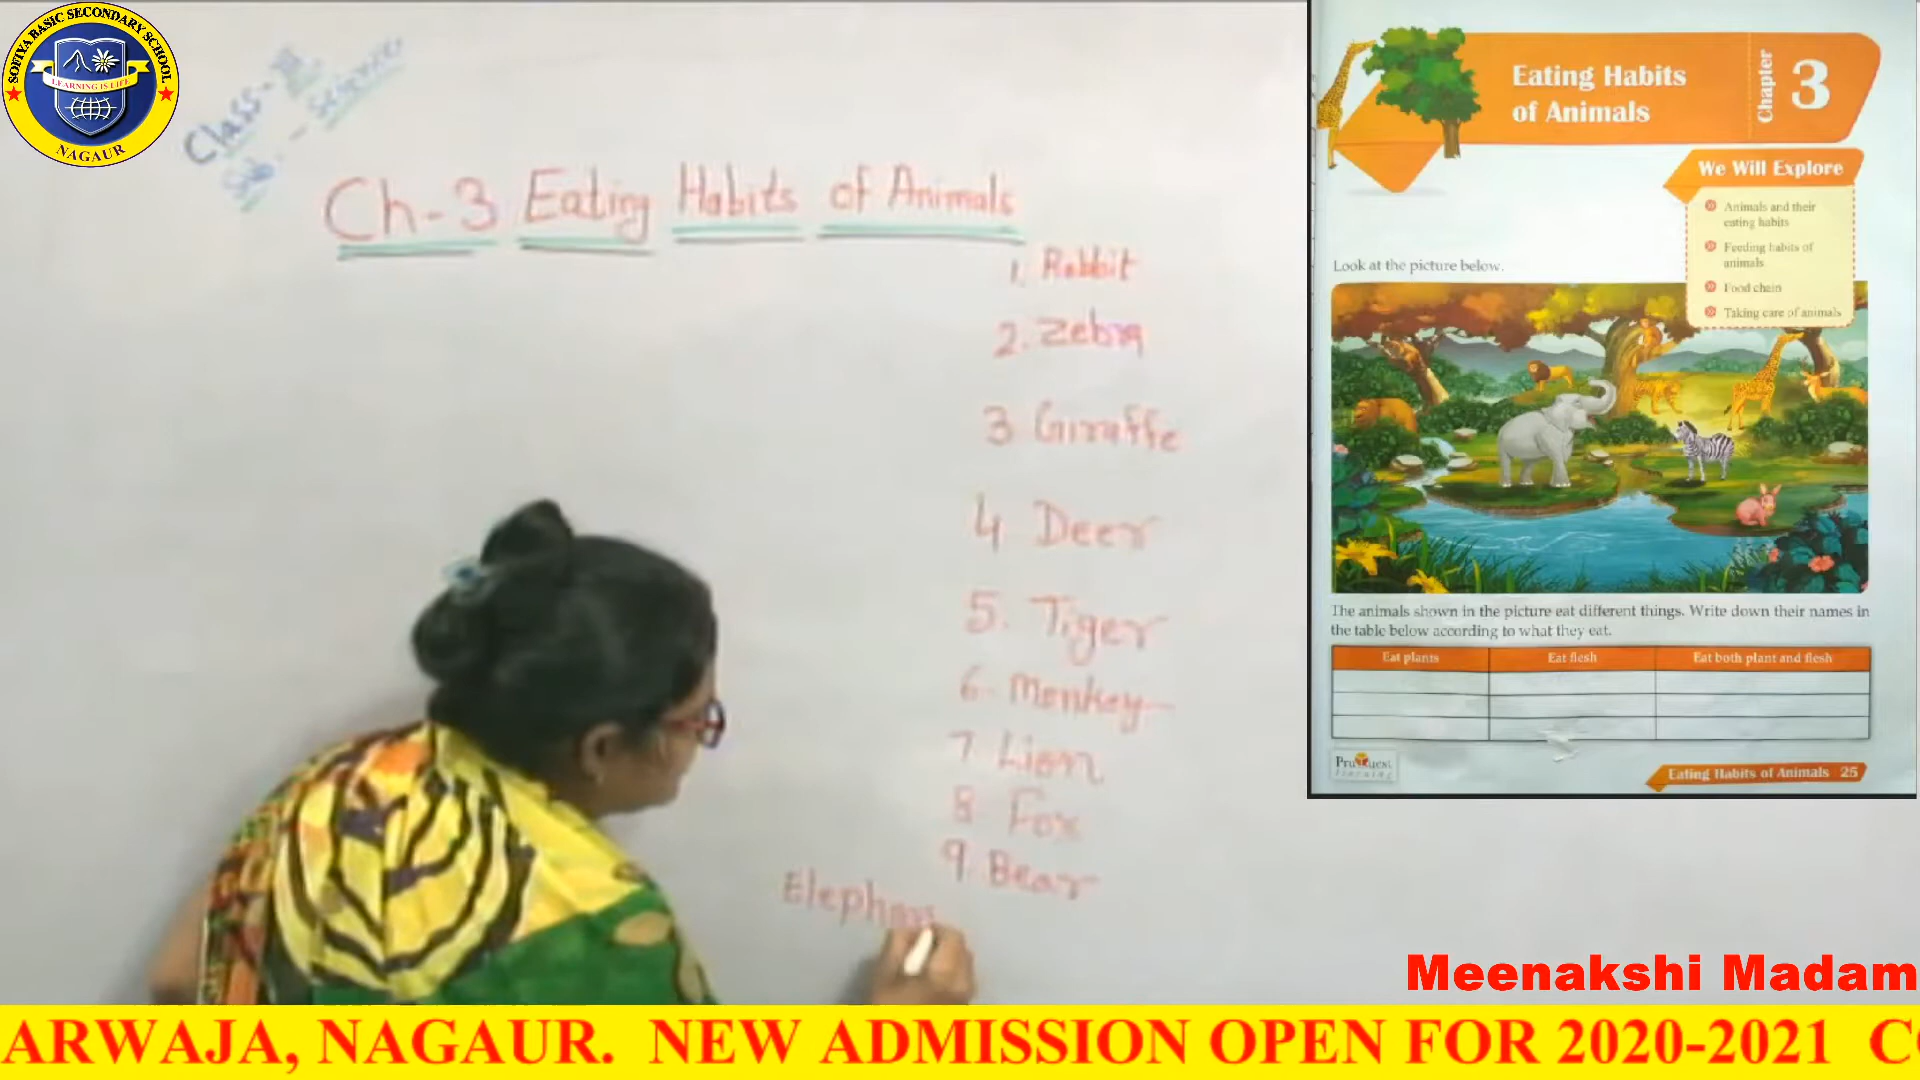 SOFIYA BASIC SECONDARY SCHOOL
LEARNING IS LIFE
NAGAUR
Class - III
Sub. - Science
Ch-3 Eating Habits of Animals
1. Rabbit
2. Zebra
3 Giraffe
4 Deer
5. Tiger
6. Monkey
7 Lion
8 Fox
9. Bear
Elephan
Eating Habits
of Animals
Chapter 3
We Will Explore
Animals and their
eating habits
Feeding habits of
animals
Food chain
Taking care of animals
Look at the picture below.
The animals shown in the picture eat different things. Write down their names in
the table below according to what they eat.
Eat plants Eat flesh Eat both plant and flesh
PruQuest
learning
Eating Habits of Animals 25
Meenakshi Madam
ARWAJA, NAGAUR. NEW ADMISSION OPEN FOR 2020-2021 CO